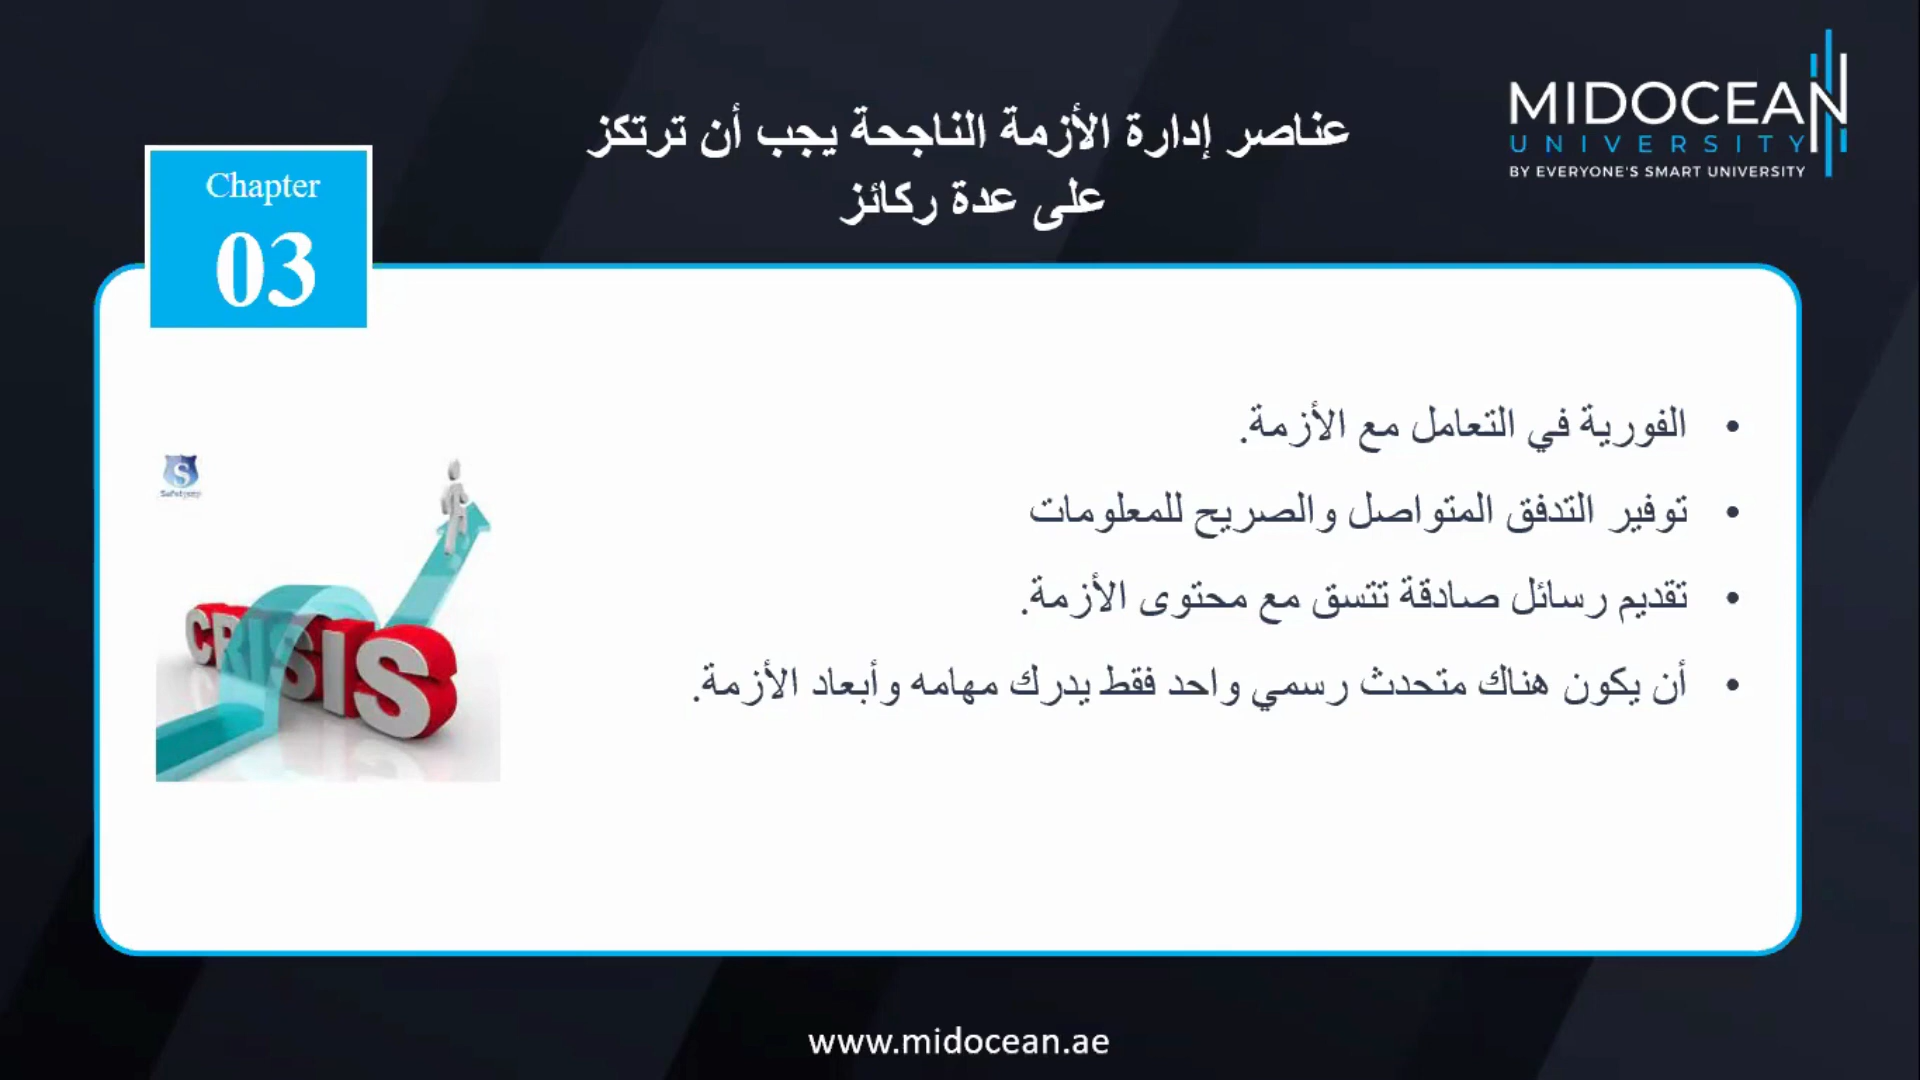 MIDOCEAN
UNIVERSITY
BY EVERYONE'S SMART UNIVERSITY
عناصر إدارة الأزمة الناجحة يجب أن ترتكز
على عدة ركائز
Chapter
03
• الفورية في التعامل مع الأزمة.
• توفير التدفق المتواصل والصريح للمعلومات
• تقديم رسائل صادقة تتسق مع محتوى الأزمة.
• أن يكون هناك متحدث رسمي واحد فقط يدرك مهامه وأبعاد الأزمة.
S
CRISIS
www.midocean.ae